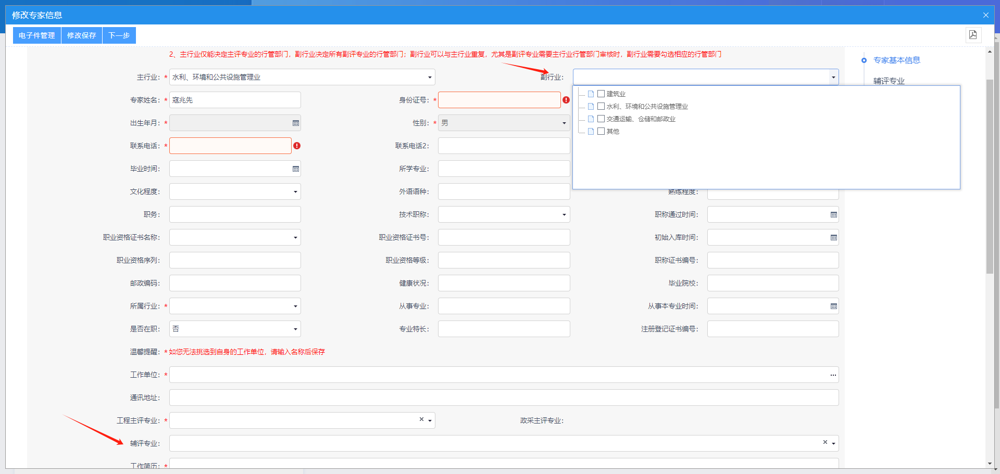 修改专家信息
电子件管理 修改保存 下一步
2、主行业仅能决定主评专业的行管部门，副行业决定所有副评专业的行管部门；副行业可以与主行业重复，尤其是副评专业需要主行业行管部门审核时，副行业需要勾选相应的行管部门
专家基本信息
辅评专业
主行业： * 水利、环境和公共设施管理业 副行业：
建筑业
水利、环境和公共设施管理业
交通运输、仓储和邮政业
其他
专家姓名： * 寇兆先 身份证号： *
出生年月： * 性别： * 男
联系电话： * 联系电话2：
毕业时间： 所学专业：
文化程度： 外语语种： 熟练程度：
职务： 技术职称： 职称通过时间：
职业资格证书名称： 职业资格证书号： 初始入库时间：
职业资格序列： 职业资格等级： 职称证书编号：
邮政编码： 健康状况： 毕业院校：
所属行业： * 从事专业： 从事本专业时间：
是否在职： 否 专业特长： 注册登记证书编号：
温馨提醒： * 如您无法挑选到自身的工作单位，请输入名称后保存
工作单位： *
通讯地址：
工程主评专业： * 政采主评专业：
辅评专业：
工作简历： *